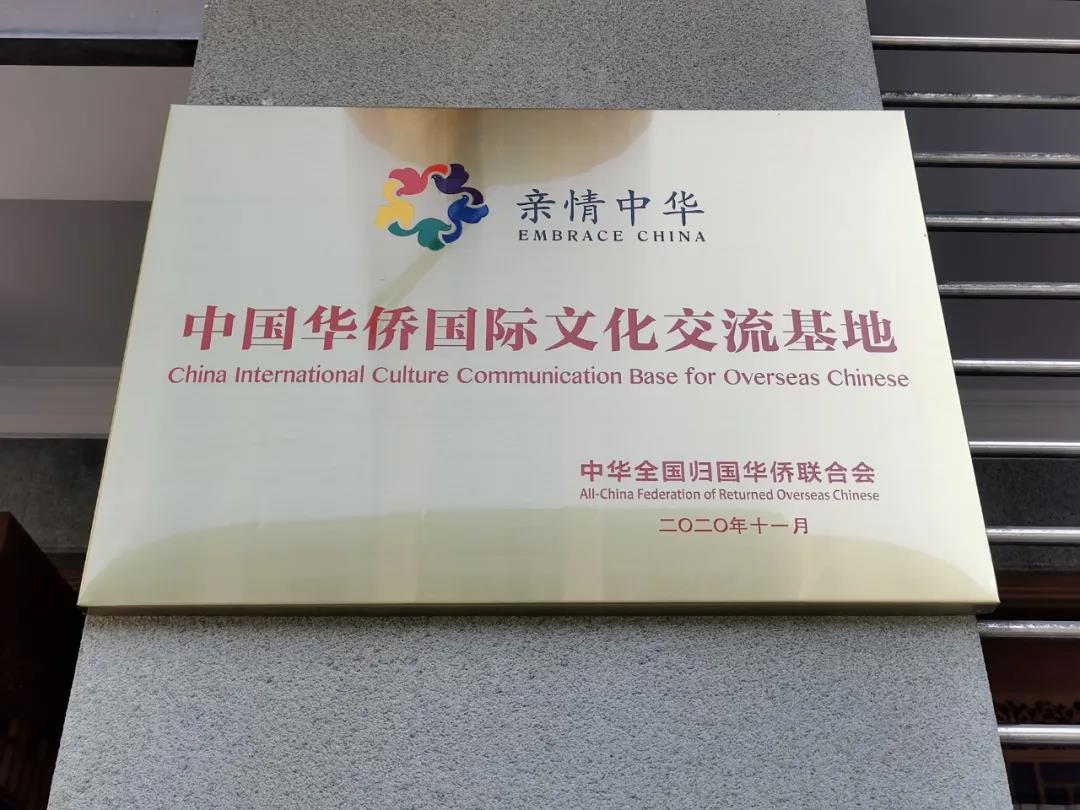 亲情中华
EMBRACE CHINA
中国华侨国际文化交流基地
China International Culture Communication Base for Overseas Chinese
中华全国归国华侨联合会
All-China Federation of Returned Overseas Chinese
二〇二〇年十一月